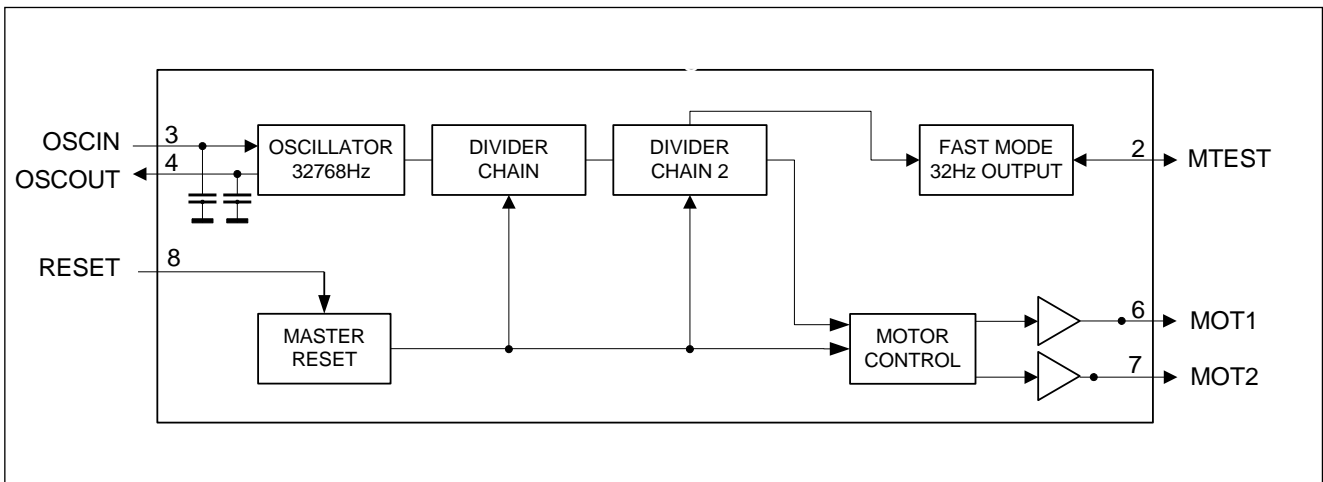 OSCIN
3
OSCOUT
4
OSCILLATOR
32768Hz
DIVIDER
CHAIN
DIVIDER
CHAIN 2
FAST MODE
32Hz OUTPUT
2
MTEST
RESET
8
MASTER
RESET
MOTOR
CONTROL
6
MOT1
7
MOT2